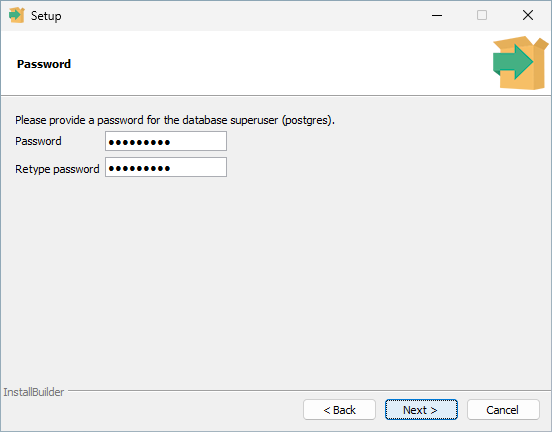 Setup
Password
Please provide a password for the database superuser (postgres).
Password ●●●●●●●●●
Retype password ●●●●●●●●●
InstallBuilder
< Back Next > Cancel